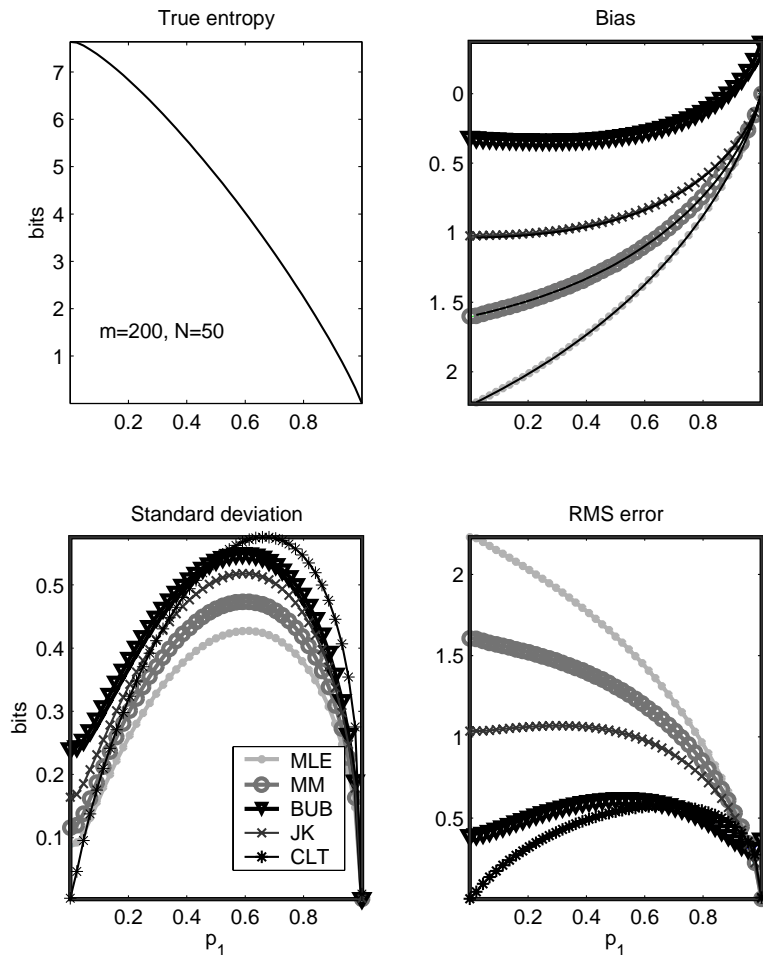 True entropy
7
6
5
4
3
2
1
bits
m=200, N=50
0.2 0.4 0.6 0.8
Bias
0
0. 5
1
1. 5
2
0.2 0.4 0.6 0.8
Standard deviation
0.5
0.4
0.3
0.2
0.1
bits
MLE
MM
BUB
JK
CLT
0.2 0.4 0.6 0.8
p_1
RMS error
2
1.5
1
0.5
0.2 0.4 0.6 0.8
p_1